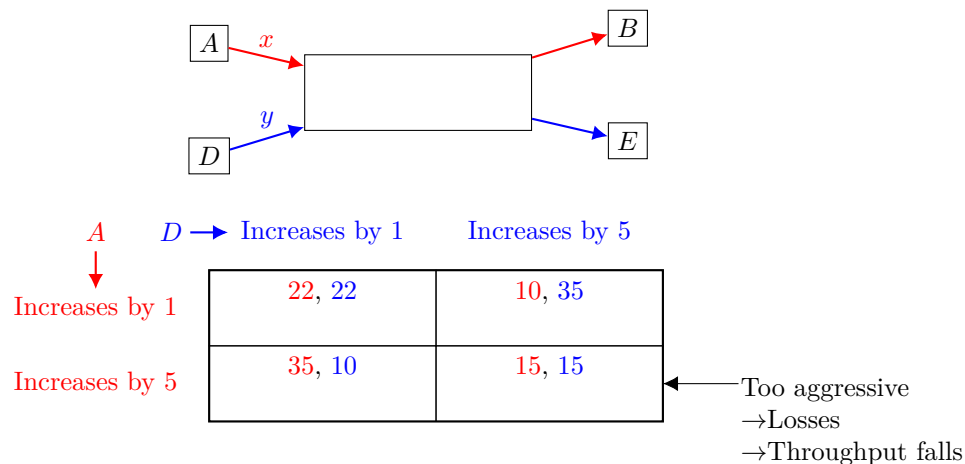 A x B
D y E
A D Increases by 1 Increases by 5
Increases by 1 22, 22 10, 35
Increases by 5 35, 10 15, 15
Too aggressive
→Losses
→Throughput falls